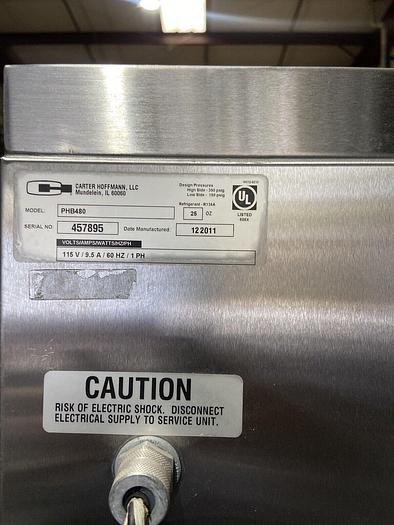 CARTER HOFFMANN, LLC
Mundelein, IL 60060
Design Pressures
High Side - 350 psig
Low Side - 150 psig
Refrigerant - R134A
25 OZ
UL
LISTED
MODEL: PHB480
SERIAL NO: 457895 Date Manufactured: 122011
VOLTS/AMPS/WATTS/HZ/PH
115 V / 9.5 A / 60 HZ / 1 PH
CAUTION
RISK OF ELECTRIC SHOCK. DISCONNECT
ELECTRICAL SUPPLY TO SERVICE UNIT.